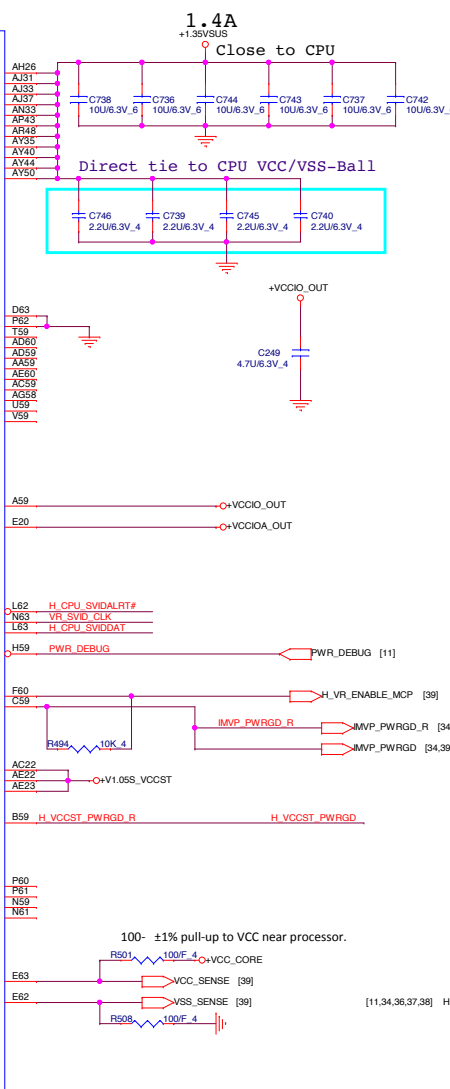 1.4A
+1.35VSUS
Close to CPU
AH26
AJ31
AJ33
AJ37
AN33
AP43
AR48
AY35
AY40
AY44
AY50
C738 C736 C744 C743 C737 C742
10U/6.3V_6 10U/6.3V_6 10U/6.3V_6 10U/6.3V_6 10U/6.3V_6 10U/6.3V_6
Direct tie to CPU VCC/VSS-Ball
C746 C739 C745 C740
2.2U/6.3V_4 2.2U/6.3V_4 2.2U/6.3V_4 2.2U/6.3V_4
+VCCIO_OUT
D63
P62
T59
AD60
AD59
AA59
AE60
AC59
AG58
U59
V59
C249
4.7U/6.3V_4
A59 +VCCIO_OUT
E20 +VCCIOA_OUT
L62 H_CPU_SVIDALRT#
N63 VR_SVID_CLK
L63 H_CPU_SVIDDAT
H59 PWR_DEBUG PWR_DEBUG [11]
F60 H_VR_ENABLE_MCP [39]
C59
IMVP_PWRGD_R IMVP_PWRGD_R [34
R494 10K_4 IMVP_PWRGD [34,39
AC22
AE22 +V1.05S_VCCST
AE23
B59 H_VCCST_PWRGD_R H_VCCST_PWRGD
P60
P61
N59
N61
100- ±1% pull-up to VCC near processor.
R501 100/F_4 +VCC_CORE
E63 VCC_SENSE [39]
E62 VSS_SENSE [39] [11,34,36,37,38] H
R508 100/F_4